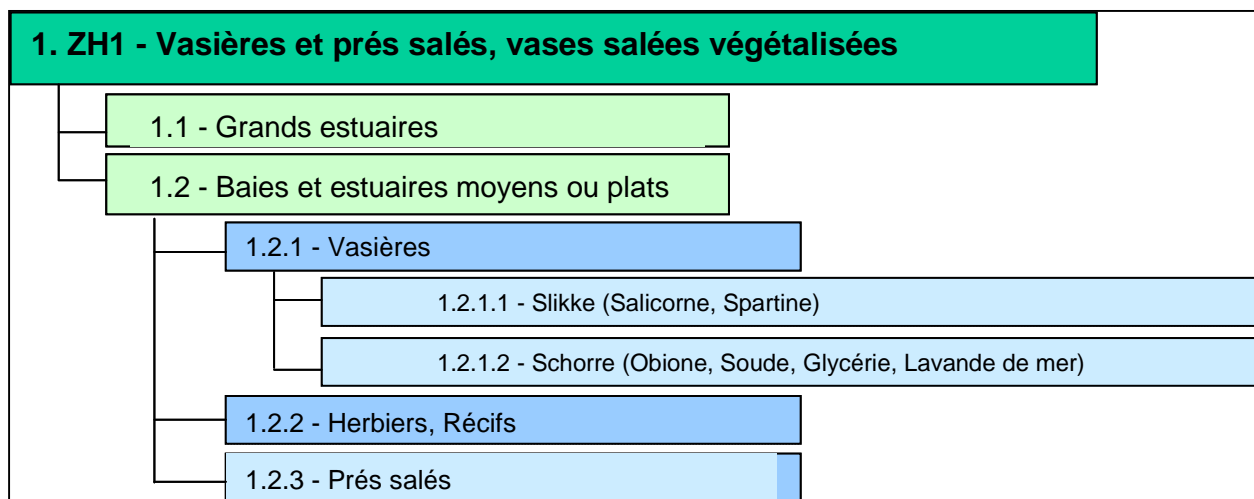 1. ZH1 - Vasières et prés salés, vases salées végétalisées
1.1 - Grands estuaires
1.2 - Baies et estuaires moyens ou plats
1.2.1 - Vasières
1.2.1.1 - Slikke (Salicorne, Spartine)
1.2.1.2 - Schorre (Obione, Soude, Glycérie, Lavande de mer)
1.2.2 - Herbiers, Récifs
1.2.3 - Prés salés